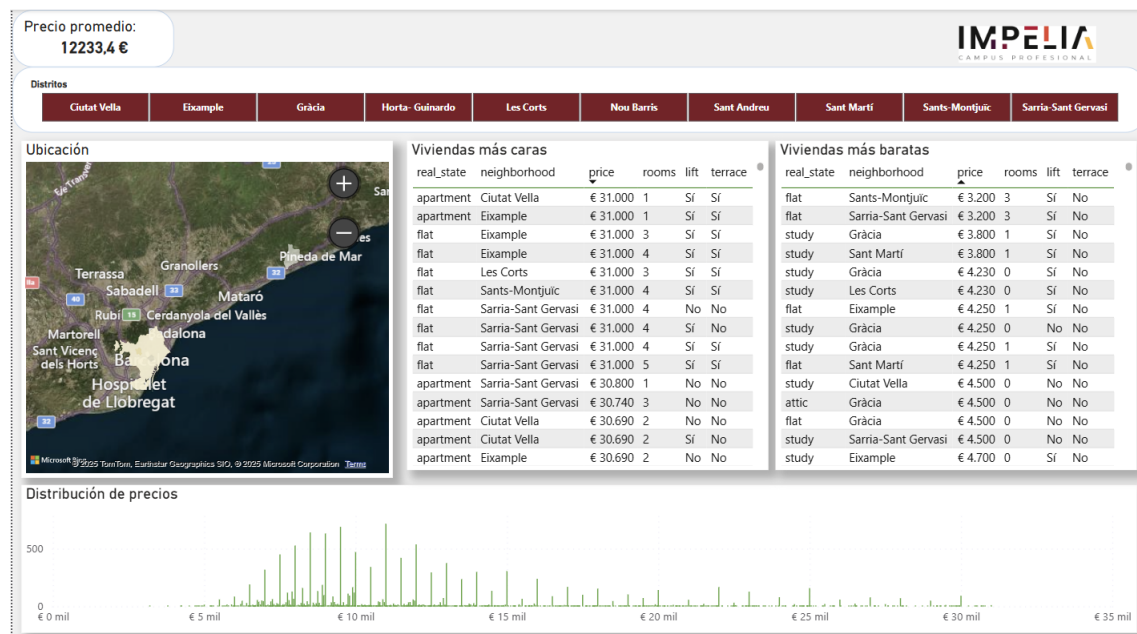 Precio promedio:
12233,4 €
IMPELIA
CAMPUS PROFESIONAL
Distritos
Ciutat Vella Eixample Gràcia Horta- Guinardo Les Corts Nou Barris Sant Andreu Sant Martí Sants-Montjuïc Sarria-Sant Gervasi
Ubicación
Terrassa
Granollers
Pineda de Mar
32
Sabadell
33
40
Mataró
Rubí
15
Cerdanyola del Vallès
Martorell
Sant Vicenç
dels Horts
de Llobregat
32
© 2025 TomTom, Earthstar Geographics SIO, © 2025 Microsoft Corporation Terms
Viviendas más caras
real_state neighborhood price rooms lift terrace
apartment Ciutat Vella € 31.000 1 Sí Sí
apartment Eixample € 31.000 1 Sí Sí
flat Eixample € 31.000 3 Sí Sí
flat Eixample € 31.000 4 Sí Sí
flat Les Corts € 31.000 3 Sí Sí
flat Sants-Montjuïc € 31.000 4 Sí Sí
flat Sarria-Sant Gervasi € 31.000 4 No No
flat Sarria-Sant Gervasi € 31.000 4 Sí No
flat Sarria-Sant Gervasi € 31.000 4 Sí Sí
flat Sarria-Sant Gervasi € 31.000 5 Sí Sí
apartment Sarria-Sant Gervasi € 30.800 1 No No
apartment Sarria-Sant Gervasi € 30.740 3 No No
apartment Ciutat Vella € 30.690 2 No No
apartment Ciutat Vella € 30.690 2 Sí No
apartment Eixample € 30.690 2 No No
Viviendas más baratas
real_state neighborhood price rooms lift terrace
flat Sants-Montjuïc € 3.200 3 Sí No
flat Sarria-Sant Gervasi € 3.200 3 Sí No
study Gràcia € 3.800 1 Sí No
study Sant Martí € 3.800 1 Sí No
study Gràcia € 4.230 0 Sí No
study Les Corts € 4.230 0 Sí No
flat Eixample € 4.250 1 Sí No
study Gràcia € 4.250 0 No No
study Gràcia € 4.250 1 Sí No
flat Sant Martí € 4.250 1 Sí No
study Ciutat Vella € 4.500 0 No No
attic Gràcia € 4.500 0 No No
flat Gràcia € 4.500 0 No No
study Sarria-Sant Gervasi € 4.500 0 No No
study Eixample € 4.700 0 Sí No
Distribución de precios
500
0
€ 0 mil € 5 mil € 10 mil € 15 mil € 20 mil € 25 mil € 30 mil € 35 mil